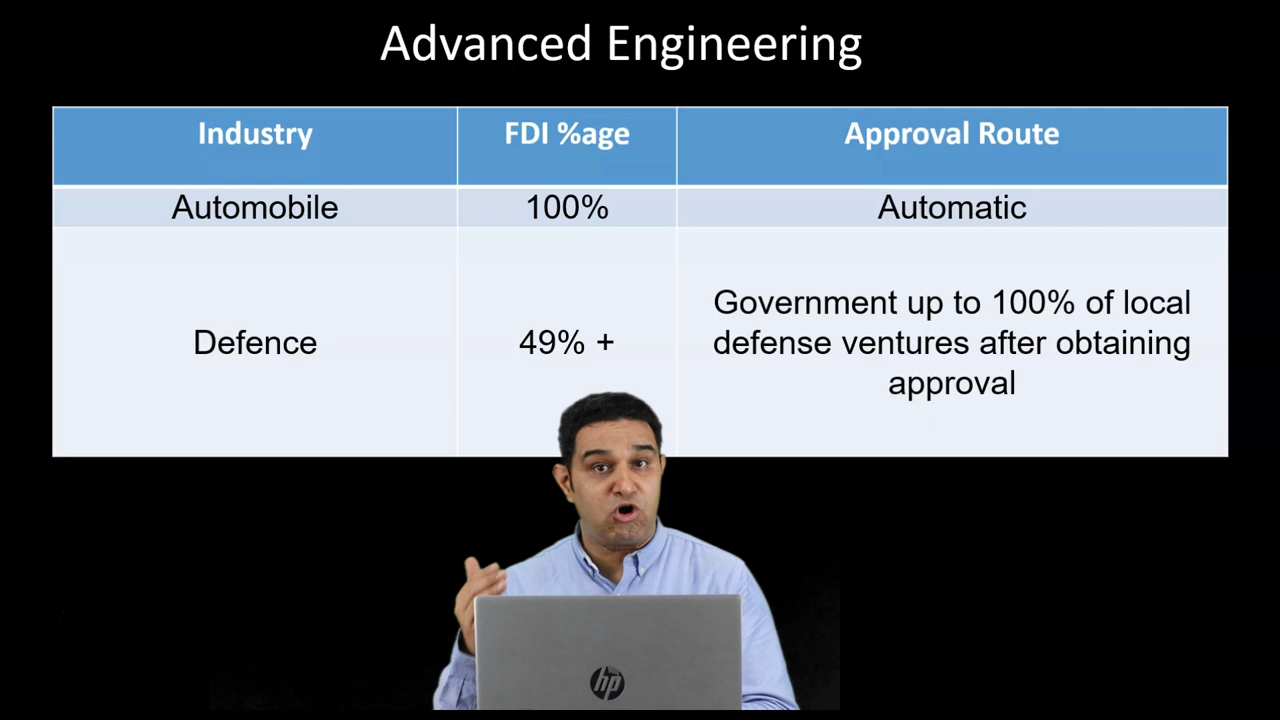 Advanced Engineering
Industry FDI %age Approval Route
Automobile 100% Automatic
Government up to 100% of local
Defence 49% + defense ventures after obtaining
approval
hp